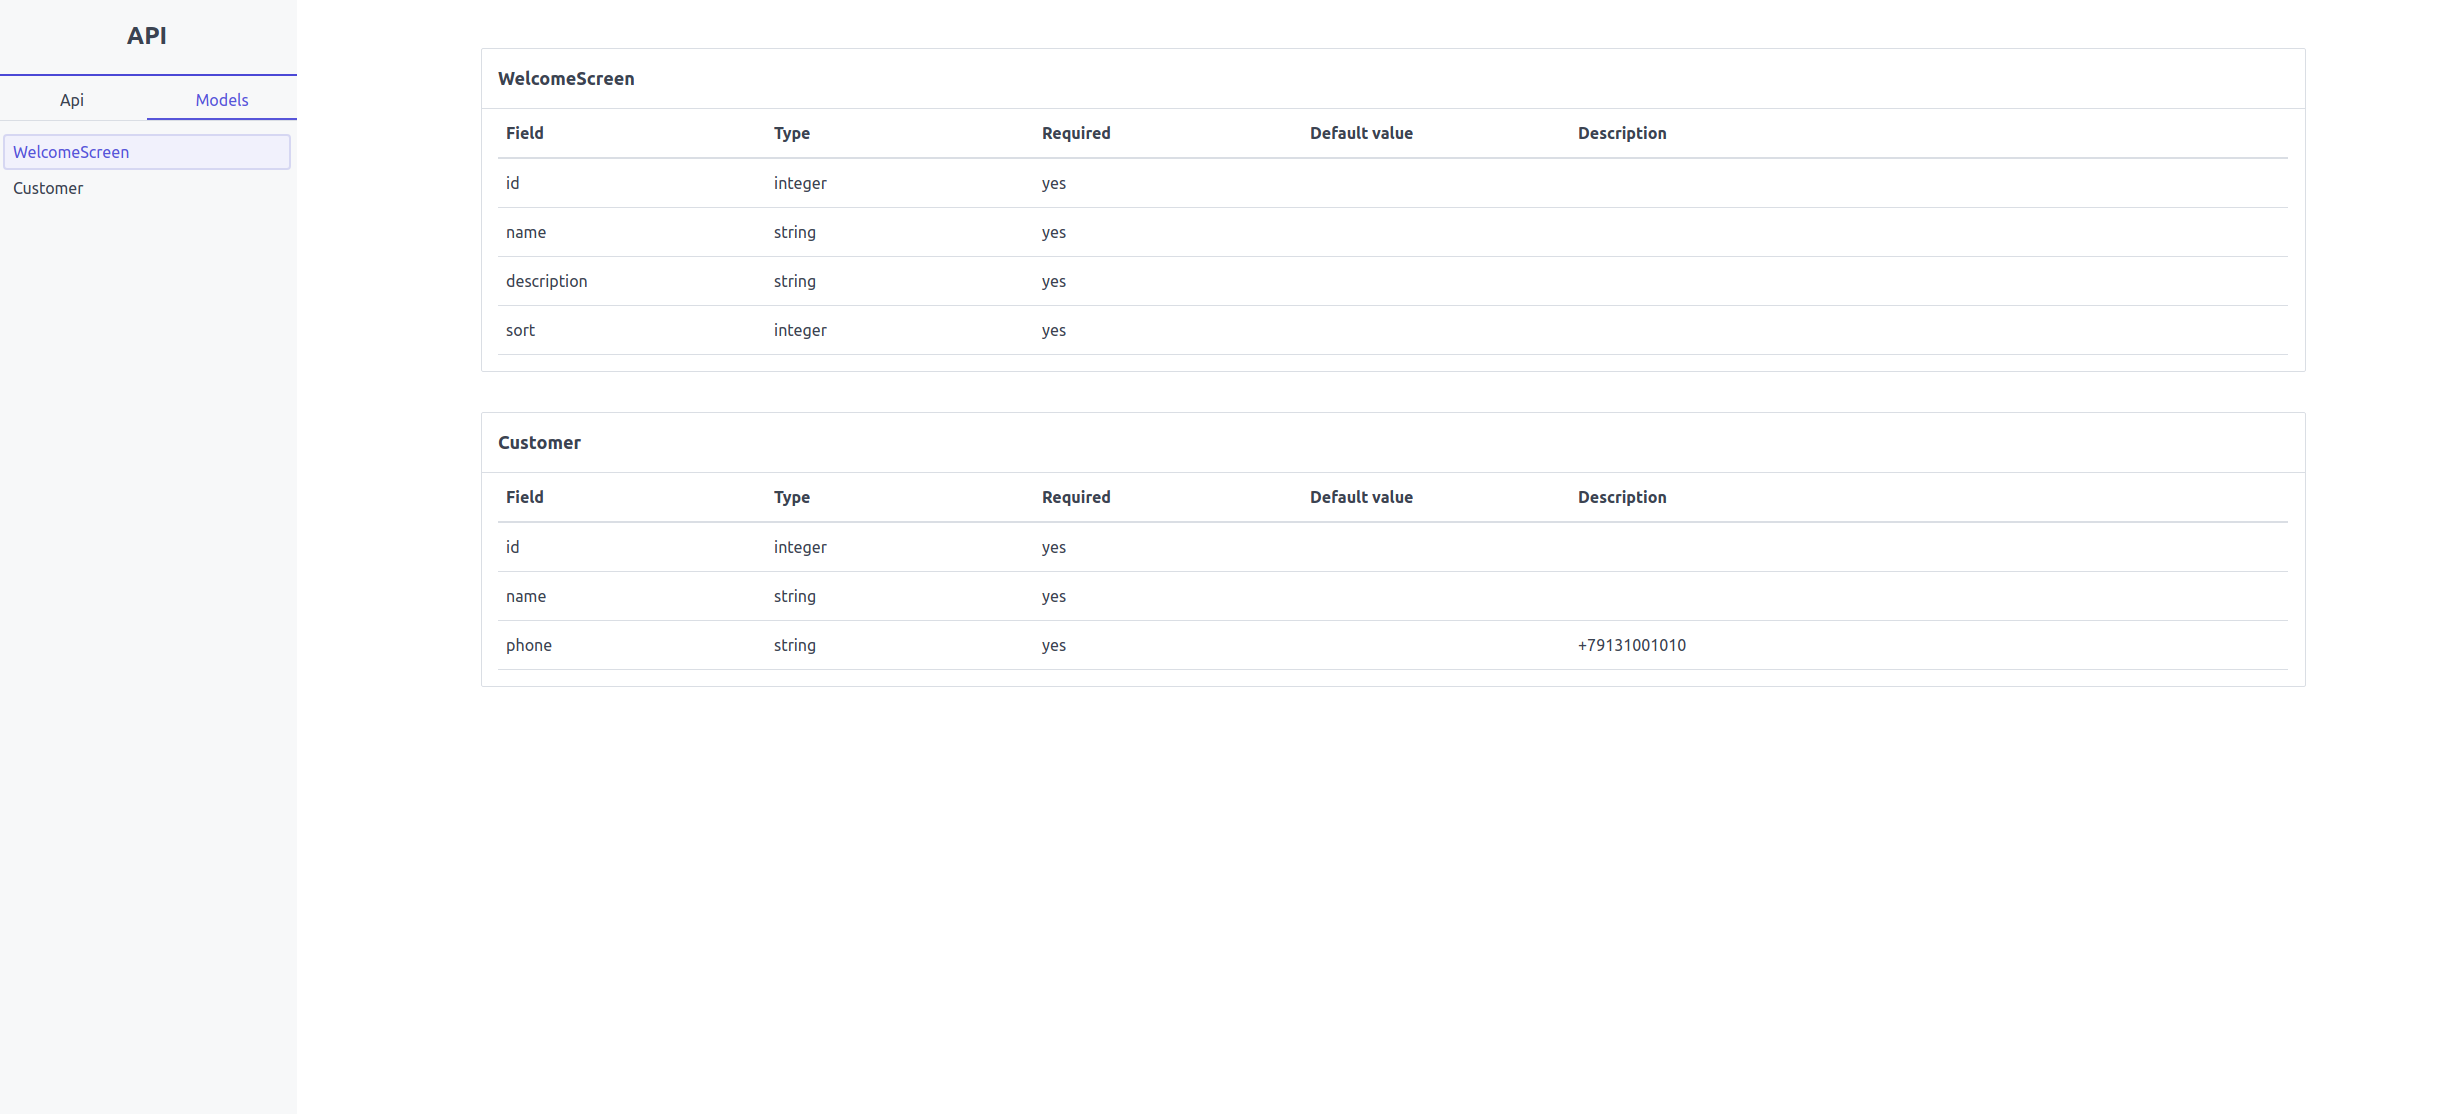 API
Api Models
WelcomeScreen
Customer
WelcomeScreen
Field Type Required Default value Description
id integer yes
name string yes
description string yes
sort integer yes
Customer
Field Type Required Default value Description
id integer yes
name string yes
phone string yes +79131001010